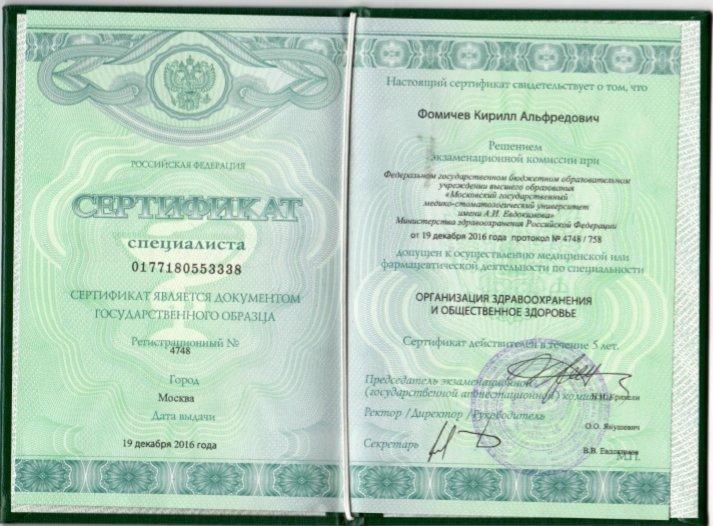 РОССИЙСКАЯ ФЕДЕРАЦИЯ
СЕРТИФИКАТ
специалиста
0177180553338
СЕРТИФИКАТ ЯВЛЯЕТСЯ ДОКУМЕНТОМ
ГОСУДАРСТВЕННОГО ОБРАЗЦА
Регистрационный №
4748
Город
Москва
Дата выдачи
19 декабря 2016 года
Настоящий сертификат свидетельствует о том, что
Фомичев Кирилл Альфредович
Решением
экзаменационной комиссии при
Федеральном государственном бюджетном образовательном
учреждении высшего образования
«Московский государственный
медико-стоматологический университет
имени А.И. Евдокимова»
Министерства здравоохранения Российской Федерации
от 19 декабря 2016 года протокол № 4748 / 758
допущен к осуществлению медицинской или
фармацевтической деятельности по специальности
ОРГАНИЗАЦИЯ ЗДРАВООХРАНЕНИЯ
И ОБЩЕСТВЕННОЕ ЗДОРОВЬЕ
Сертификат действителен в течение 5 лет.
Председатель экзаменационной
(государственной аттестационной) комиссии
Ректор /Директор /Руководитель
О.О. Янушевич
Секретарь
В.В. Евдокимов
М.П.